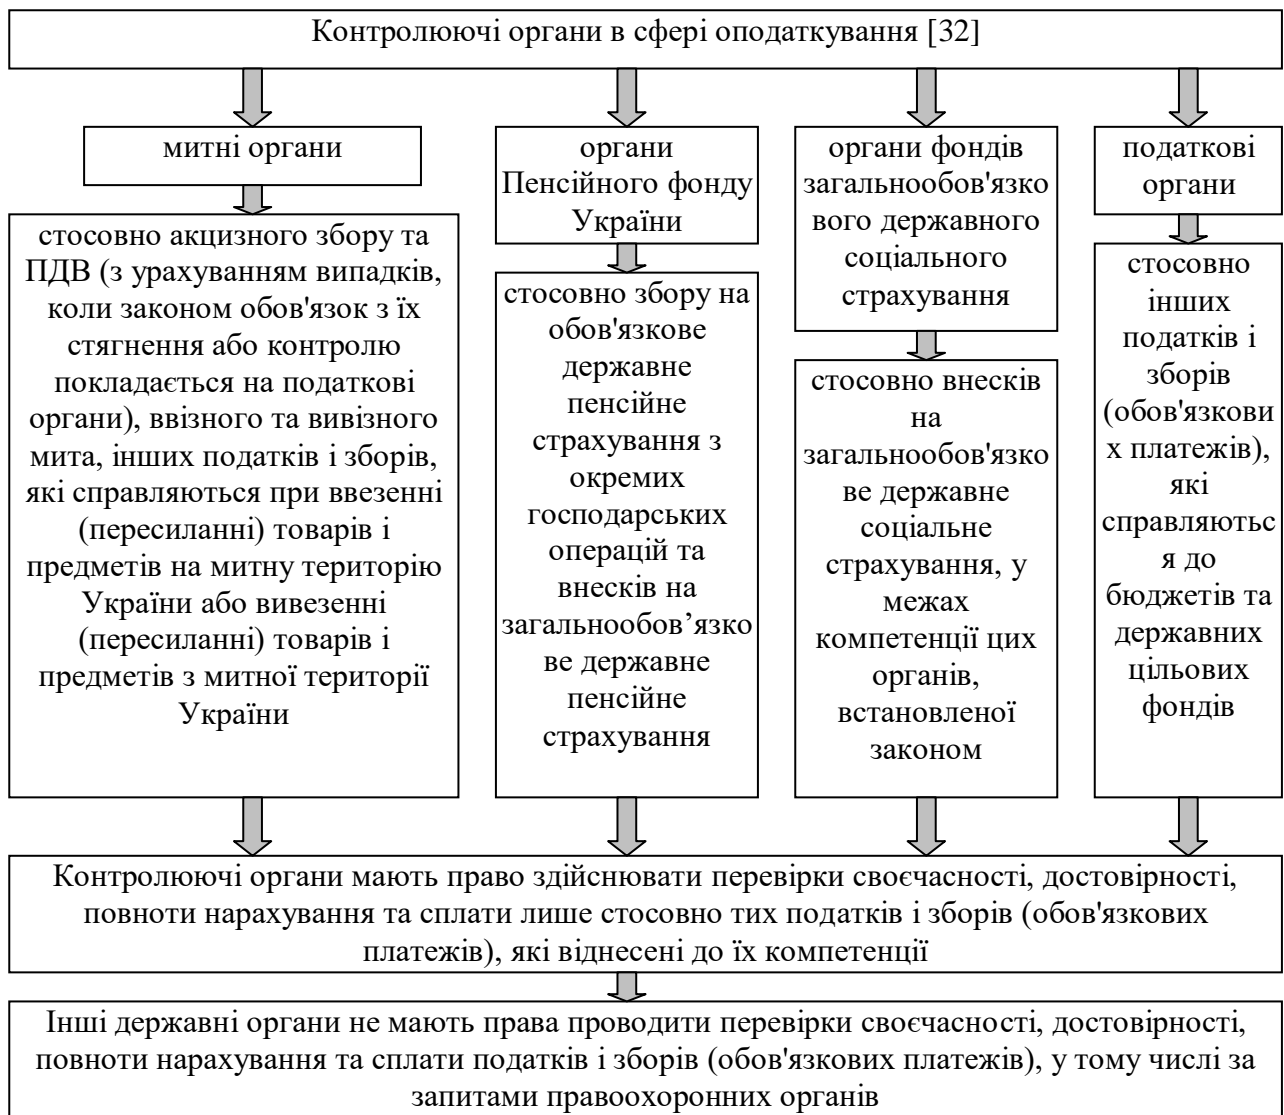 Контролюючі органи в сфері оподаткування [32]
митні органи
стосовно акцизного збору та
ПДВ (з урахуванням випадків,
коли законом обов'язок з їх
стягнення або контролю
покладається на податкові
органи), ввізного та вивізного
мита, інших податків і зборів,
які справляються при ввезенні
(пересиланні) товарів і
предметів на митну територію
України або вивезенні
(пересиланні) товарів і
предметів з митної території
України
органи
Пенсійного фонду
України
стосовно збору на
обов'язкове
державне
пенсійне
страхування з
окремих
господарських
операцій та
внесків на
загальнообов’язко
ве державне
пенсійне
страхування
органи фондів
загальнообов'язко
вого державного
соціального
страхування
стосовно внесків
на
загальнообов'язко
ве державне
соціальне
страхування, у
межах
компетенції цих
органів,
встановленої
законом
податкові
органи
стосовно
інших
податків і
зборів
(обов'язкови
х платежів),
які
справляютьс
я до
бюджетів та
державних
цільових
фондів
Контролюючі органи мають право здійснювати перевірки своєчасності, достовірності,
повноти нарахування та сплати лише стосовно тих податків і зборів (обов'язкових
платежів), які віднесені до їх компетенції
Інші державні органи не мають права проводити перевірки своєчасності, достовірності,
повноти нарахування та сплати податків і зборів (обов'язкових платежів), у тому числі за
запитами правоохоронних органів